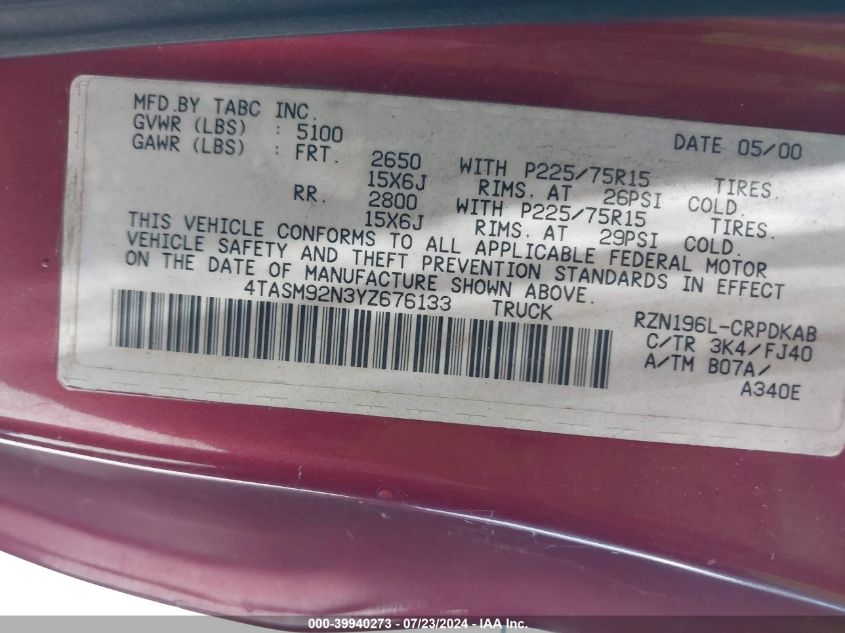 MFD.BY TABC INC. DATE 05/00
GVWR (LBS) : 5100
GAWR (LBS) : FRT. 2650 WITH P225/75R15 TIRES.
15X6J RIMS. AT 26PSI COLD.
RR. 2800 WITH P225/75R15 TIRES.
15X6J RIMS. AT 29PSI COLD.
THIS VEHICLE CONFORMS TO ALL APPLICABLE FEDERAL MOTOR
VEHICLE SAFETY AND THEFT PREVENTION STANDARDS IN EFFECT
ON THE DATE OF MANUFACTURE SHOWN ABOVE.
4TASM92N3YZ676133 TRUCK
RZN196L-CRPDKAB
C/TR 3K4/FJ40
A/TM B07A/
A340E
000-39940273 - 07/23/2024 - IAA Inc.